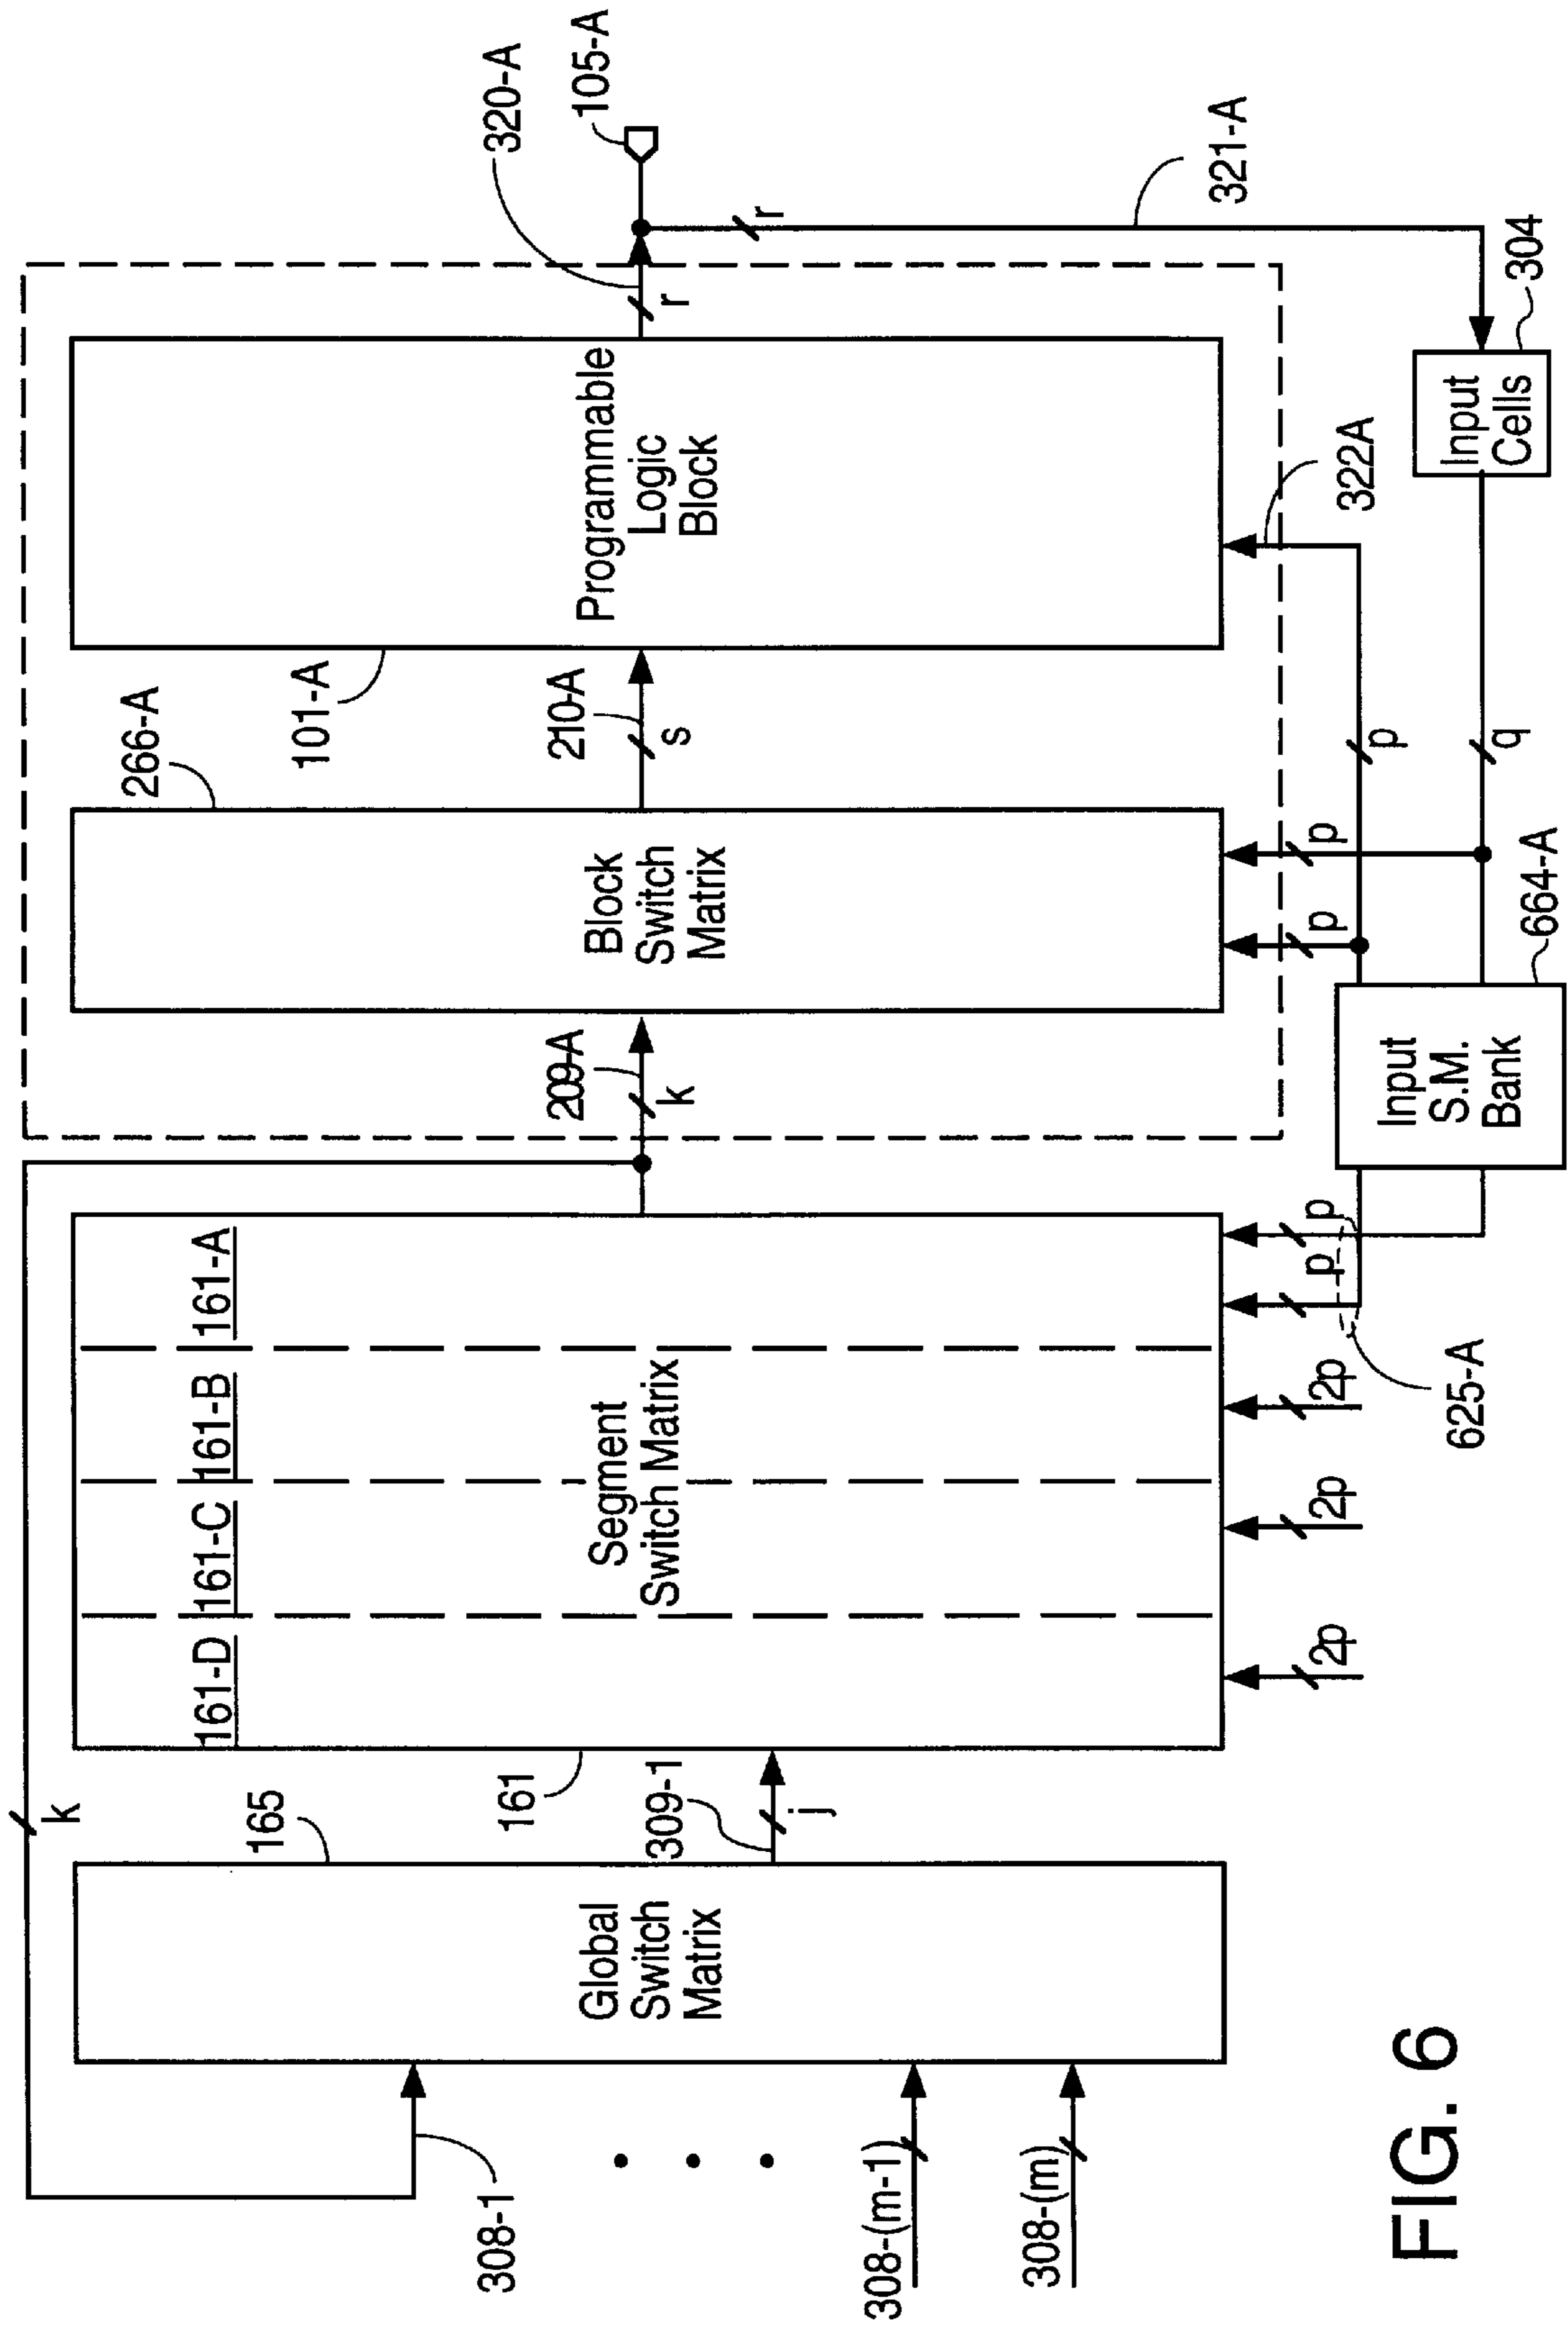 k
161-D
161-C
161-B
161-A
266-A
165
101-A
161
309-1
209-A
210-A
320-A
105-A
Global
Switch
Matrix
Segment
Switch Matrix
Block
Switch
Matrix
Programmable
Logic
Block
308-1
j
k
s
r
r
308-(m-1)
308-(m)
321-A
2p
2p
2p
p
p
p
p
p
322A
625-A
Input
S.M.
Bank
664-A
q
Input
Cells
304
FIG. 6